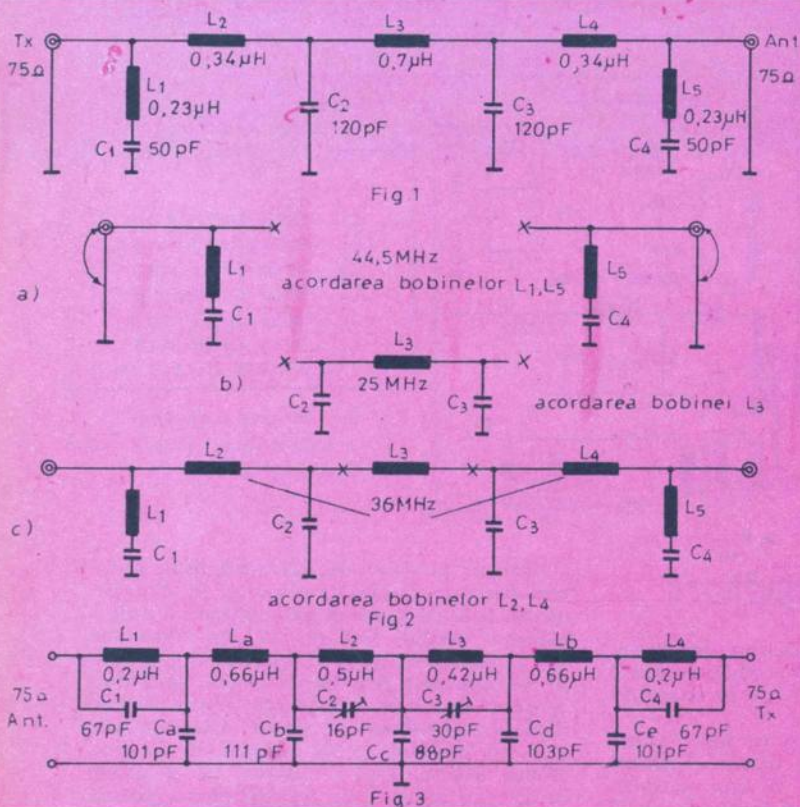 L2 L3 L4
Tx Ant
0,34µH 0,7µH 0,34µH
75Ω 75Ω
L1 L5
0,23µH C2 C3 0,23µH
120pF 120pF
C1 50pF C4 50pF
Fig.1
44,5MHz
a) L1 acordarea bobinelor L1,L5 L5
C1 C4
L3
b) 25MHz
C2 C3 acordarea bobinei L3
L2 L3 L4
36MHz
L1 C2 C3 L5
c) C1 C4
acordarea bobinelor L2,L4
Fig.2
L1 La L2 L3 Lb L4
0,2µH 0,66µH 0,5µH 0,42µH 0,66µH 0,2µH
75Ω C1 C2 C3 C4 75Ω
Ant. 67pF Ca Cb 16pF 30pF Cd Ce 67pF Tx
101pF 111pF Cc 88pF 103pF 101pF
Fig.3